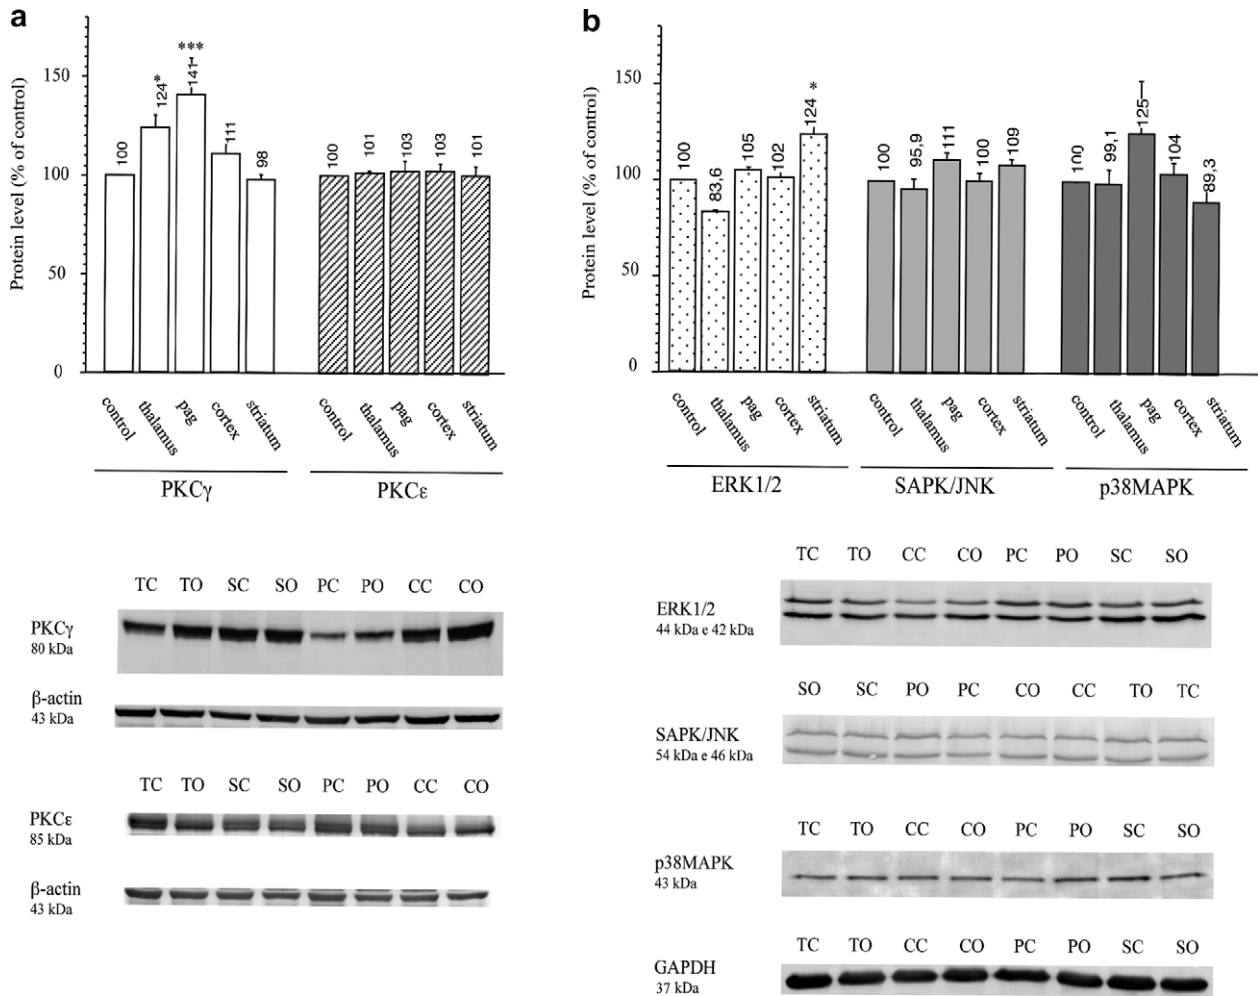 a
Protein level (% of control)
150
100
50
0
100
124*
***
141
111
98
100
101
103
103
101
control
thalamus
pag
cortex
striatum
control
thalamus
pag
cortex
striatum
PKCγ
PKCε
TC TO SC SO PC PO CC CO
PKCγ
80 kDa
β-actin
43 kDa
TC TO SC SO PC PO CC CO
PKCε
85 kDa
β-actin
43 kDa
b
Protein level (% of control)
150
100
50
0
100
83,6
105
102
124 *
100
95,9
111
100
109
100
99,1
125
104
89,3
control
thalamus
pag
cortex
striatum
control
thalamus
pag
cortex
striatum
control
thalamus
pag
cortex
striatum
ERK1/2
SAPK/JNK
p38MAPK
TC TO CC CO PC PO SC SO
ERK1/2
44 kDa e 42 kDa
SO SC PO PC CO CC TO TC
SAPK/JNK
54 kDa e 46 kDa
TC TO CC CO PC PO SC SO
p38MAPK
43 kDa
TC TO CC CO PC PO SC SO
GAPDH
37 kDa